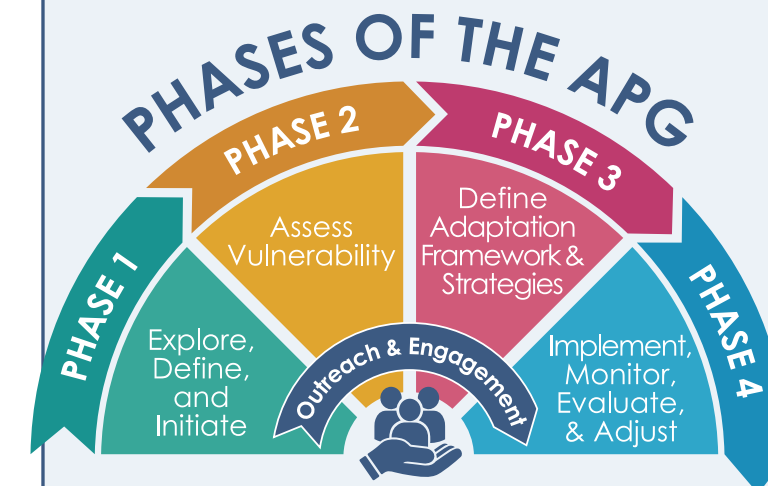 PHASES OF THE APG
PHASE 1
Explore,
Define,
and
Initiate
PHASE 2
Assess
Vulnerability
PHASE 3
Define
Adaptation
Framework &
Strategies
PHASE 4
Implement,
Monitor,
Evaluate,
& Adjust
Outreach & Engagement